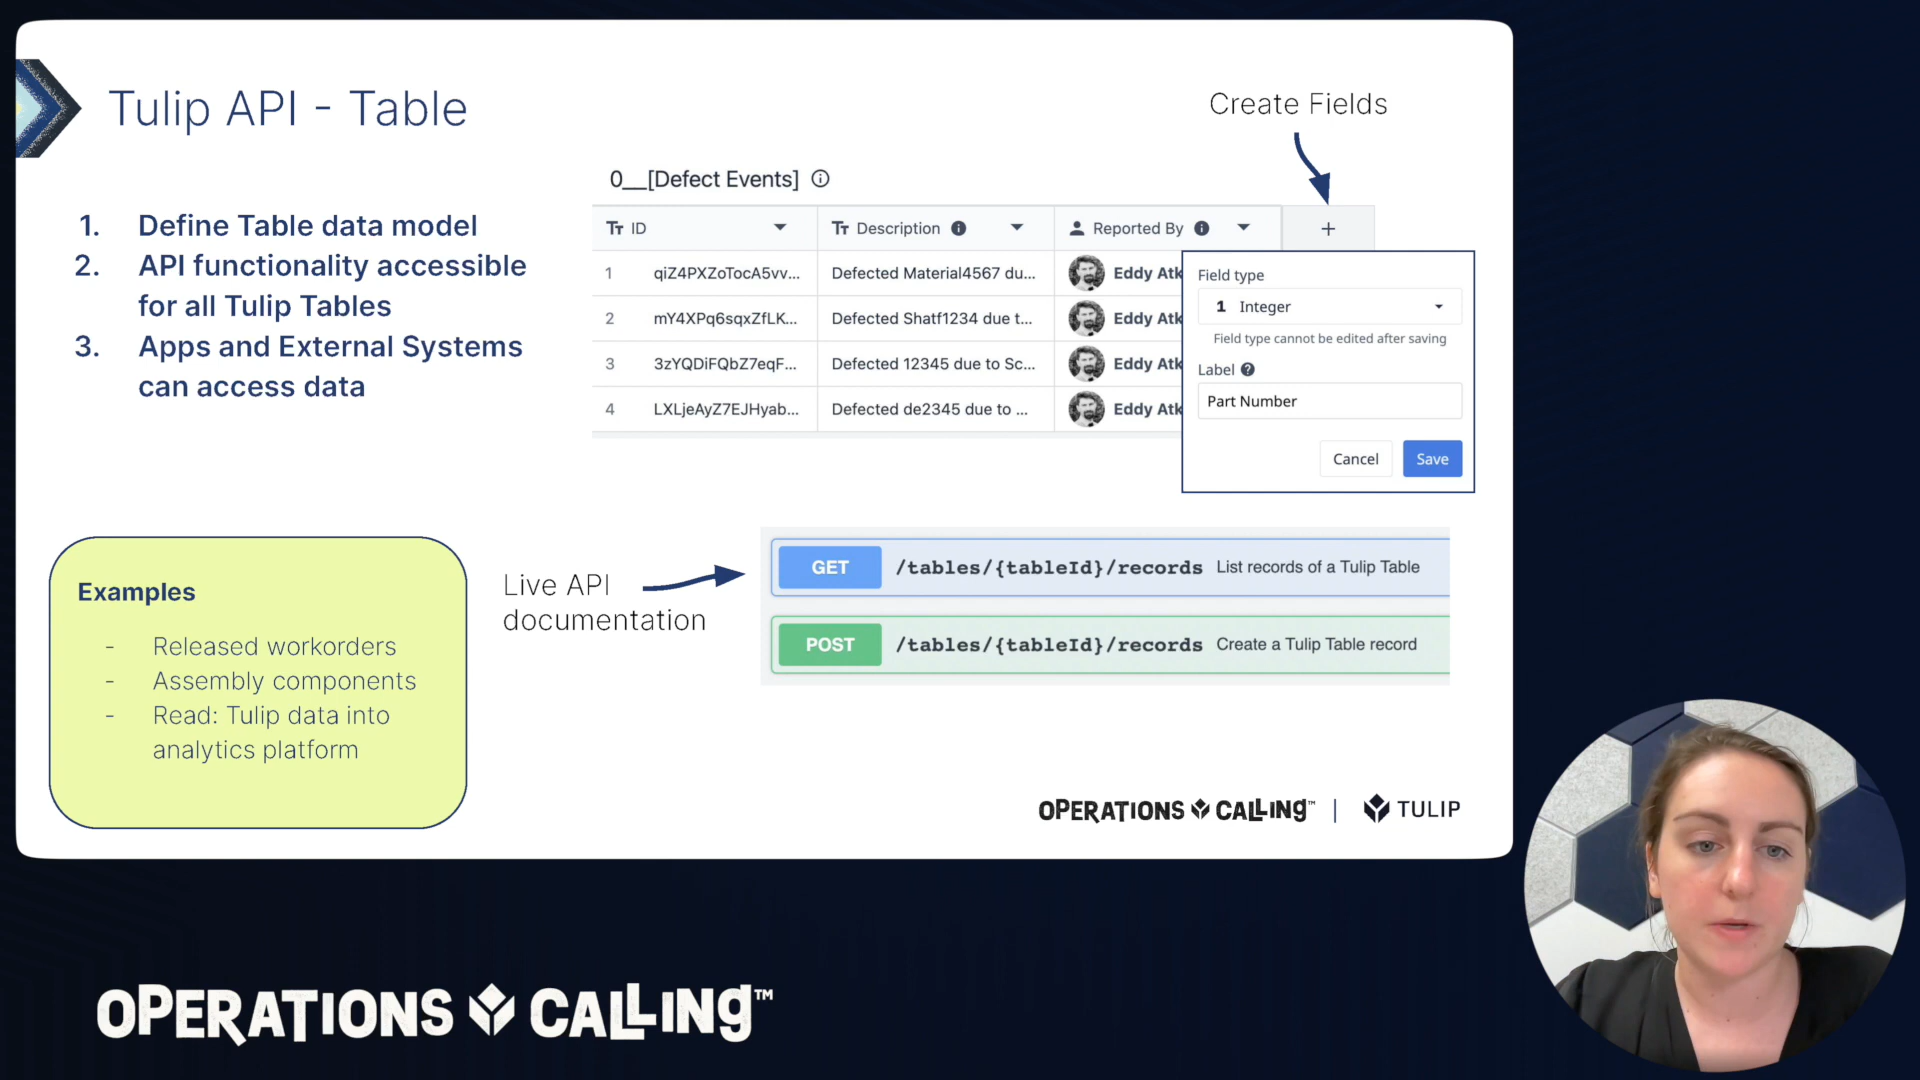 Tulip API - Table
1. Define Table data model
2. API functionality accessible
for all Tulip Tables
3. Apps and External Systems
can access data
Create Fields
0__[Defect Events]
Tт ID
Tт Description
Reported By
+
1 qiZ4PXZoTocA5vv... Defected Material4567 du... Eddy Atk
2 mY4XPq6sqxZfLK... Defected Shatf1234 due t... Eddy Atk
3 3zYQDiFQbZ7eqF... Defected 12345 due to Sc... Eddy Atk
4 LXLjeAyZ7EJHyab... Defected de2345 due to ... Eddy Atk
Field type
1 Integer
Field type cannot be edited after saving
Label
Part Number
Cancel Save
Examples
- Released workorders
- Assembly components
- Read: Tulip data into
analytics platform
Live API
documentation
GET /tables/{tableId}/records List records of a Tulip Table
POST /tables/{tableId}/records Create a Tulip Table record
OPERATIONS CALLING™ | TULIP
OPERATIONS CALLING™